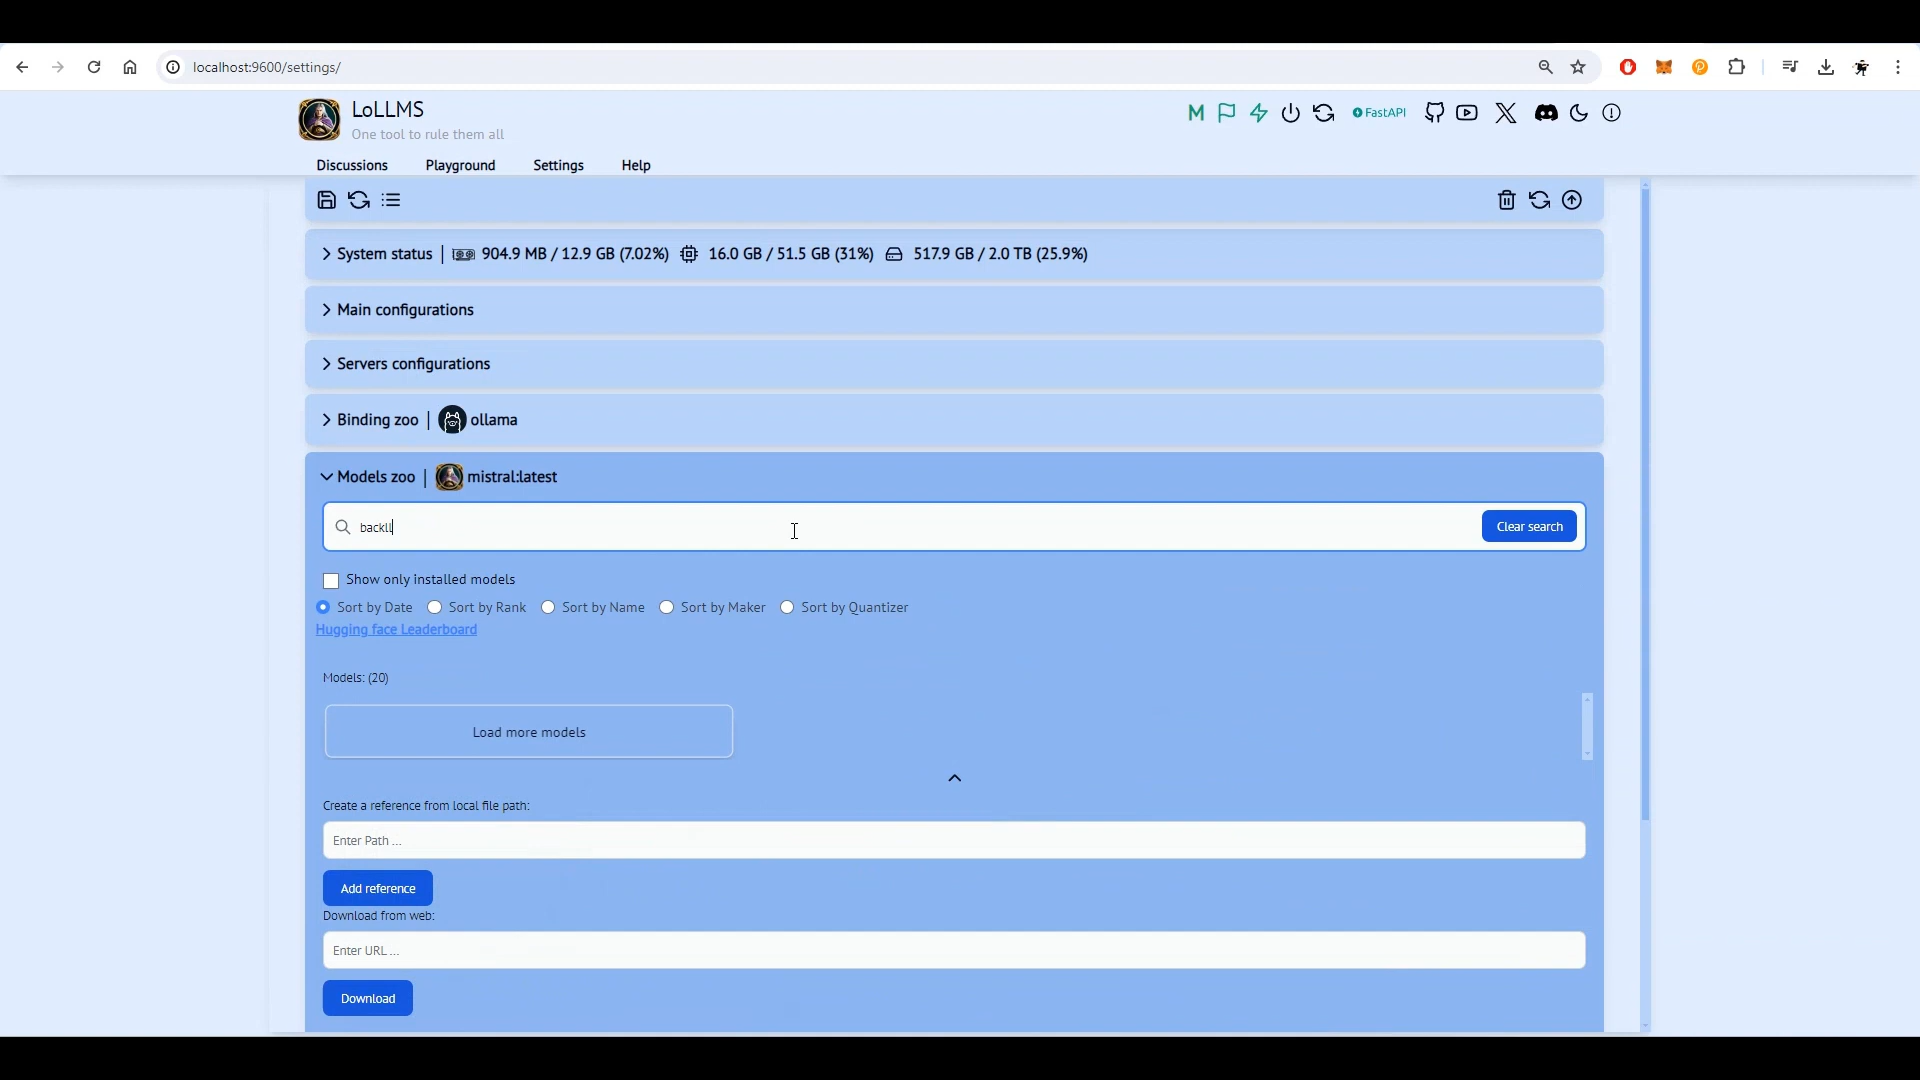 localhost:9600/settings/
LoLLMS
One tool to rule them all
M
FastAPI
Discussions Playground Settings Help
System status | 904.9 MB / 12.9 GB (7.02%) 16.0 GB / 51.5 GB (31%) 517.9 GB / 2.0 TB (25.9%)
Main configurations
Servers configurations
Binding zoo | ollama
Models zoo | mistral:latest
backll
Clear search
Show only installed models
Sort by Date Sort by Rank Sort by Name Sort by Maker Sort by Quantizer
Hugging face Leaderboard
Models: (20)
Load more models
Create a reference from local file path:
Enter Path ...
Add reference
Download from web:
Enter URL ...
Download